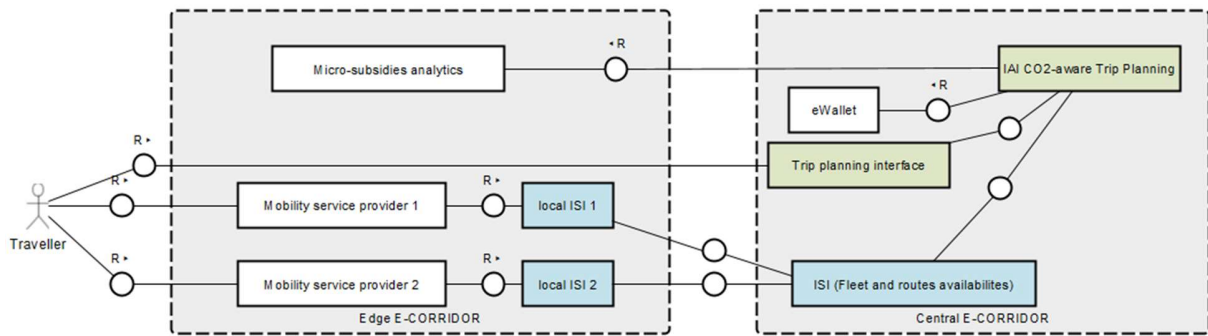 ◂ R
Micro-subsidies analytics
IAI CO2-aware Trip Planning
◂ R
eWallet
R ▸
Trip planning interface
R ▸
R ▸
Mobility service provider 1
local ISI 1
Traveller
R ▸
R ▸
Mobility service provider 2
local ISI 2
ISI (Fleet and routes availabilites)
Edge E-CORRIDOR
Central E-CORRIDOR